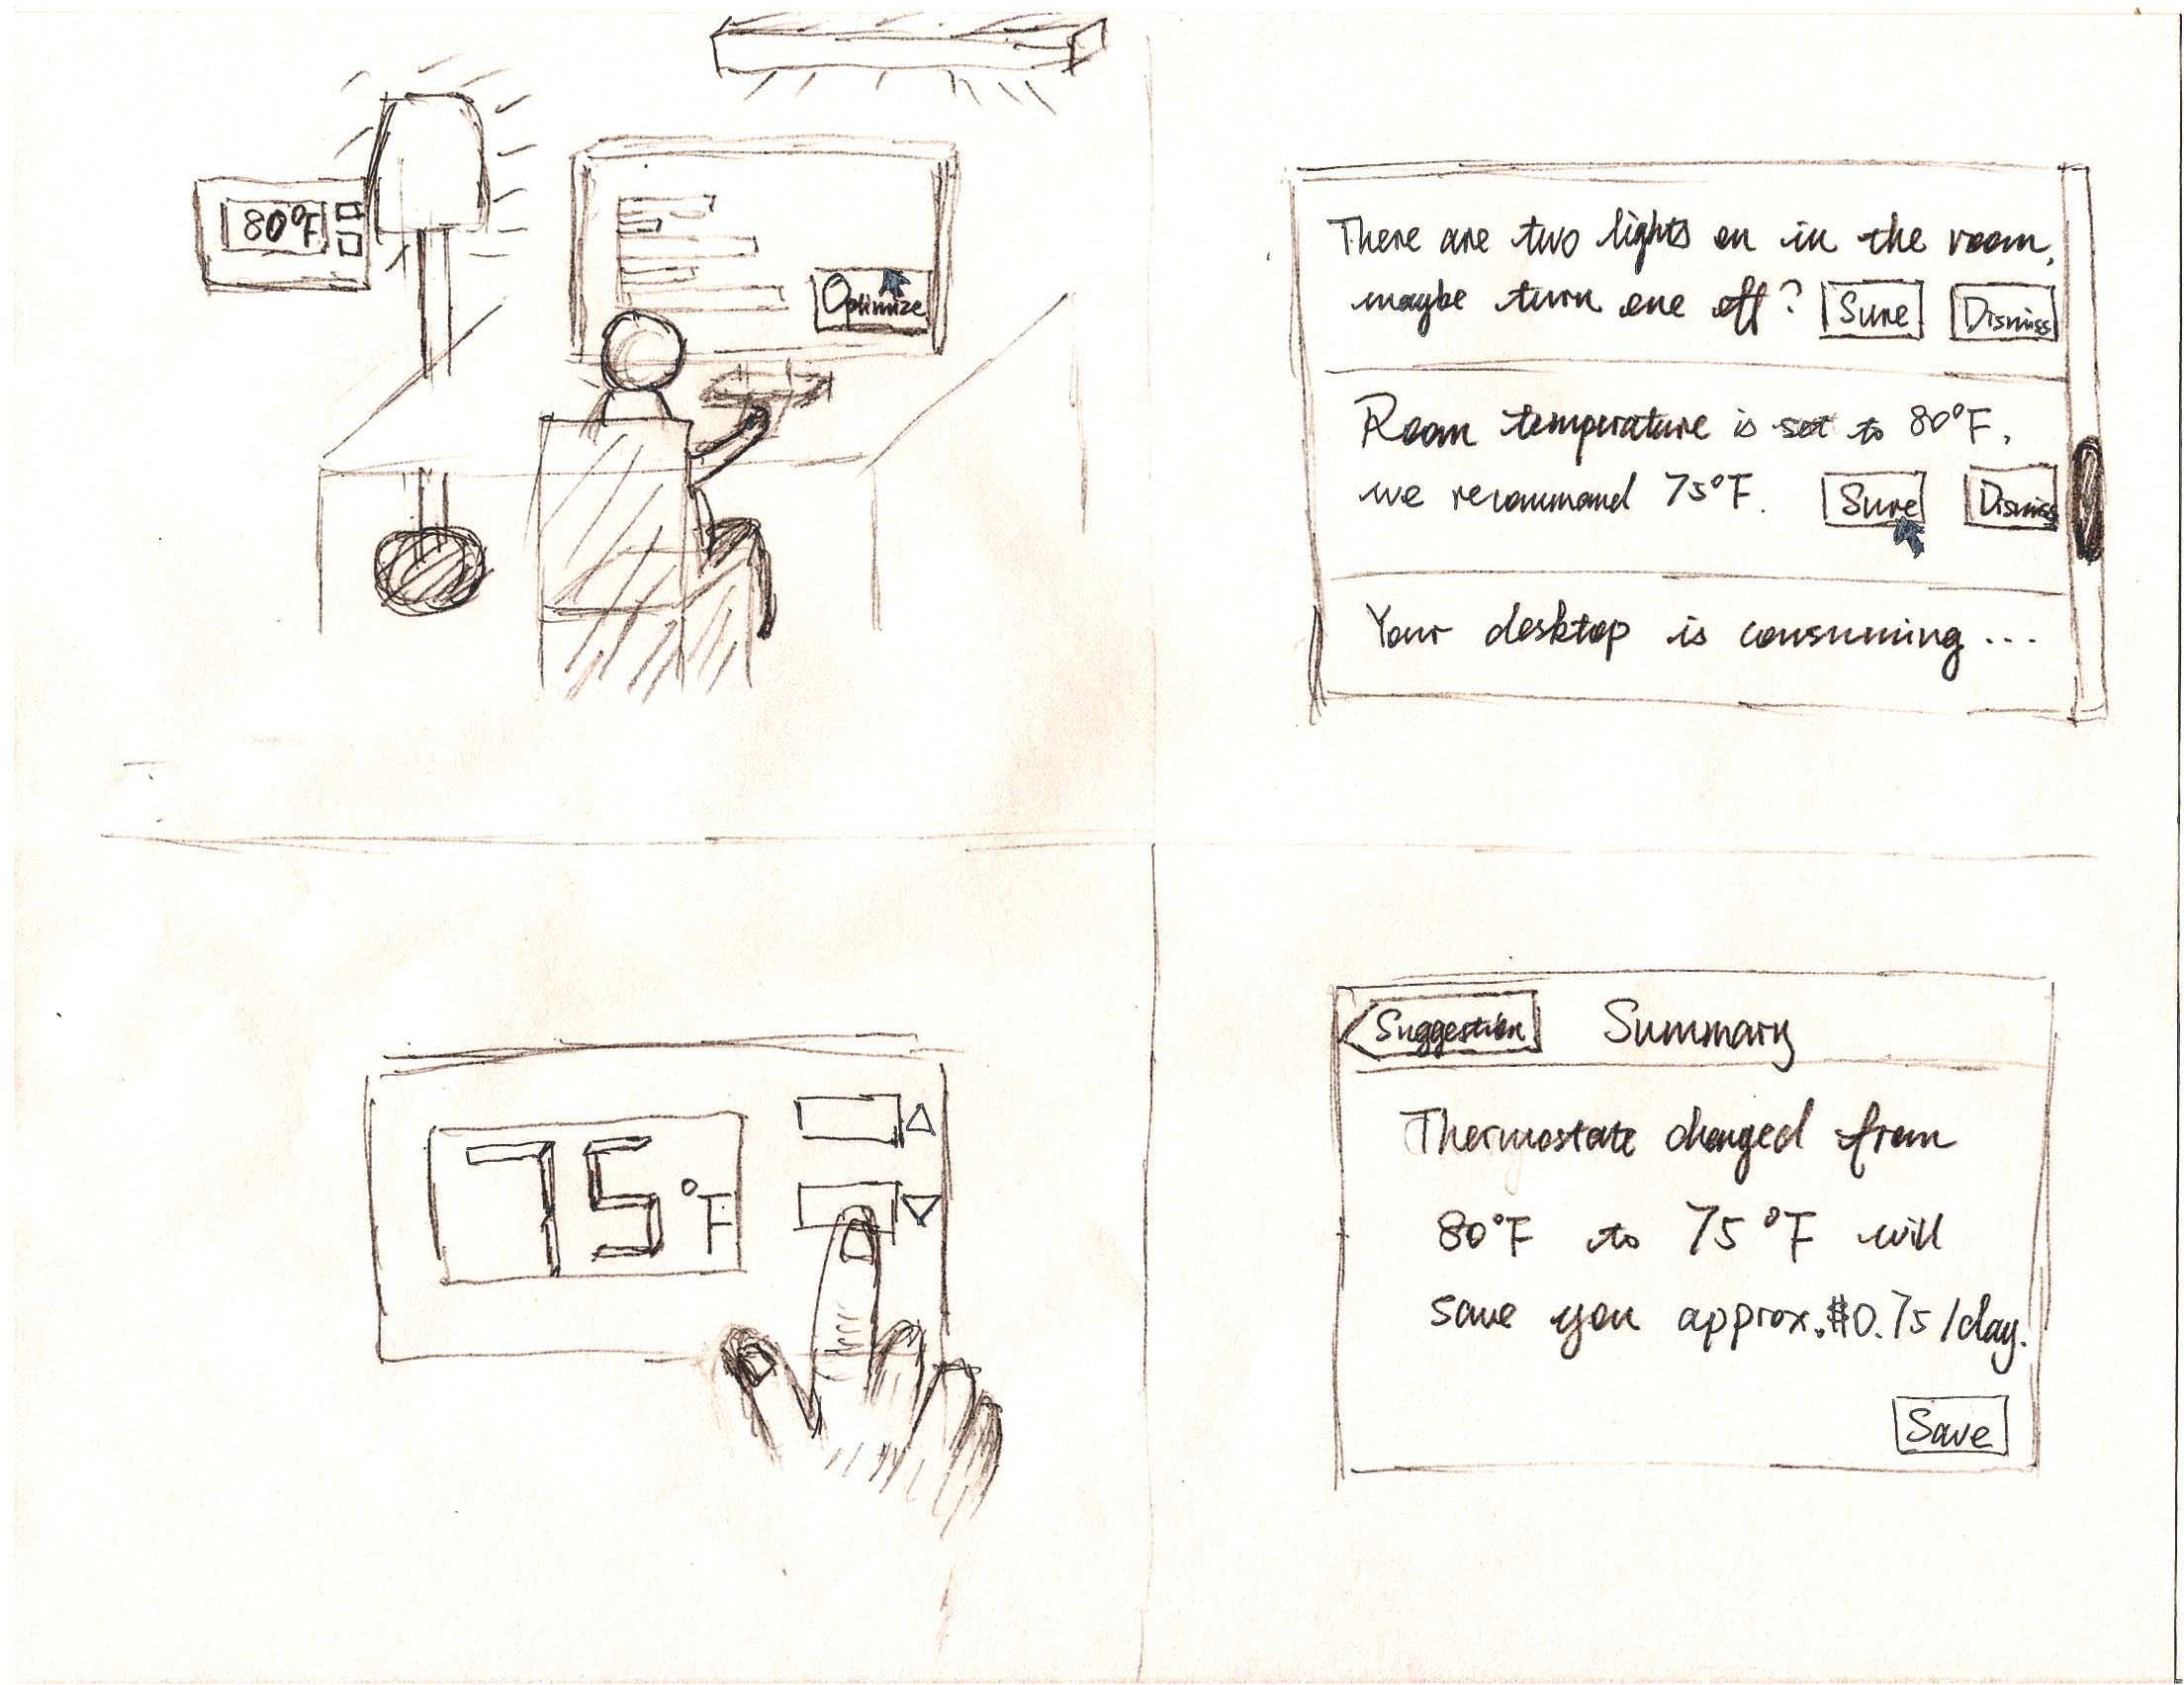 80°F
Optimize
There are two lights on in the room,
maybe turn one off? Sure Dismiss
Room temperature is set to 80°F,
we recommand 75°F. Sure Dismiss
Your desktop is consuming...
75°F
Suggestion Summary
Thermostate changed from
80°F to 75°F will
save you approx. $0.75/day.
Save